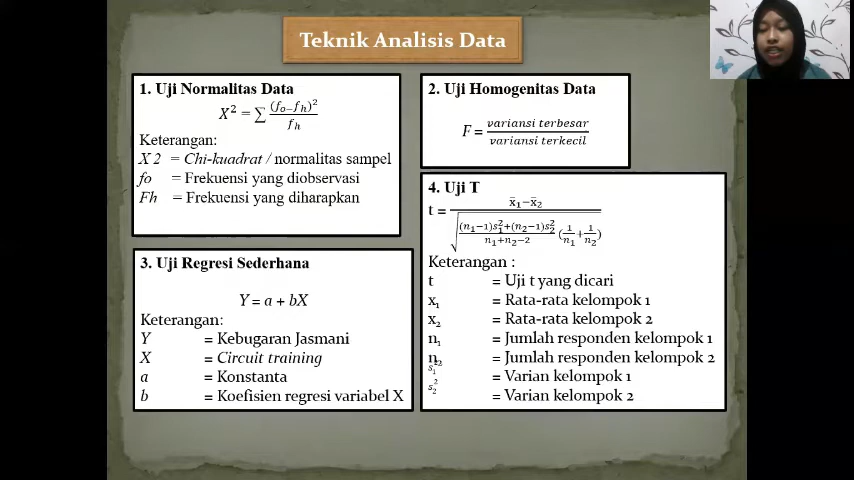 Teknik Analisis Data
1. Uji Normalitas Data
X² = ∑ (fo−fh)² / fh
Keterangan:
X 2 = Chi-kuadrat / normalitas sampel
fo = Frekuensi yang diobservasi
Fh = Frekuensi yang diharapkan
2. Uji Homogenitas Data
F = variansi terbesar / variansi terkecil
3. Uji Regresi Sederhana
Y = a + bX
Keterangan:
Y = Kebugaran Jasmani
X = Circuit training
a = Konstanta
b = Koefisien regresi variabel X
4. Uji T
t = x̄₁−x̄₂ / √((n₁−1)s₁²+(n₂−1)s₂² / n₁+n₂−2 (1/n₁ + 1/n₂))
Keterangan :
t = Uji t yang dicari
x₁ = Rata-rata kelompok 1
x₂ = Rata-rata kelompok 2
n₁ = Jumlah responden kelompok 1
n₂ = Jumlah responden kelompok 2
s₁² = Varian kelompok 1
s₂² = Varian kelompok 2